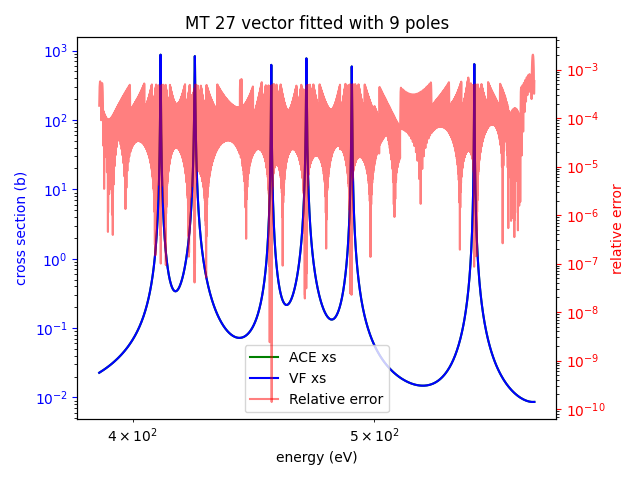 MT 27 vector fitted with 9 poles
cross section (b)
10³
10²
10¹
10⁰
10⁻¹
10⁻²
10⁻³
10⁻⁴
10⁻⁵
10⁻⁶
10⁻⁷
10⁻⁸
10⁻⁹
10⁻¹⁰
relative error
ACE xs
VF xs
Relative error
4 × 10²
5 × 10²
energy (eV)